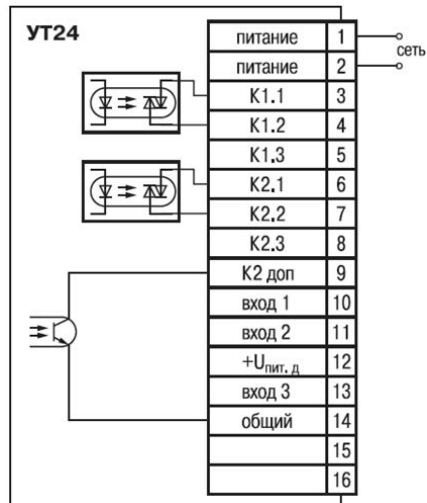 УТ24
питание 1
сеть
питание 2
К1.1 3
К1.2 4
К1.3 5
К2.1 6
К2.2 7
К2.3 8
К2 доп 9
вход 1 10
вход 2 11
+Uпит. д 12
вход 3 13
общий 14
15
16